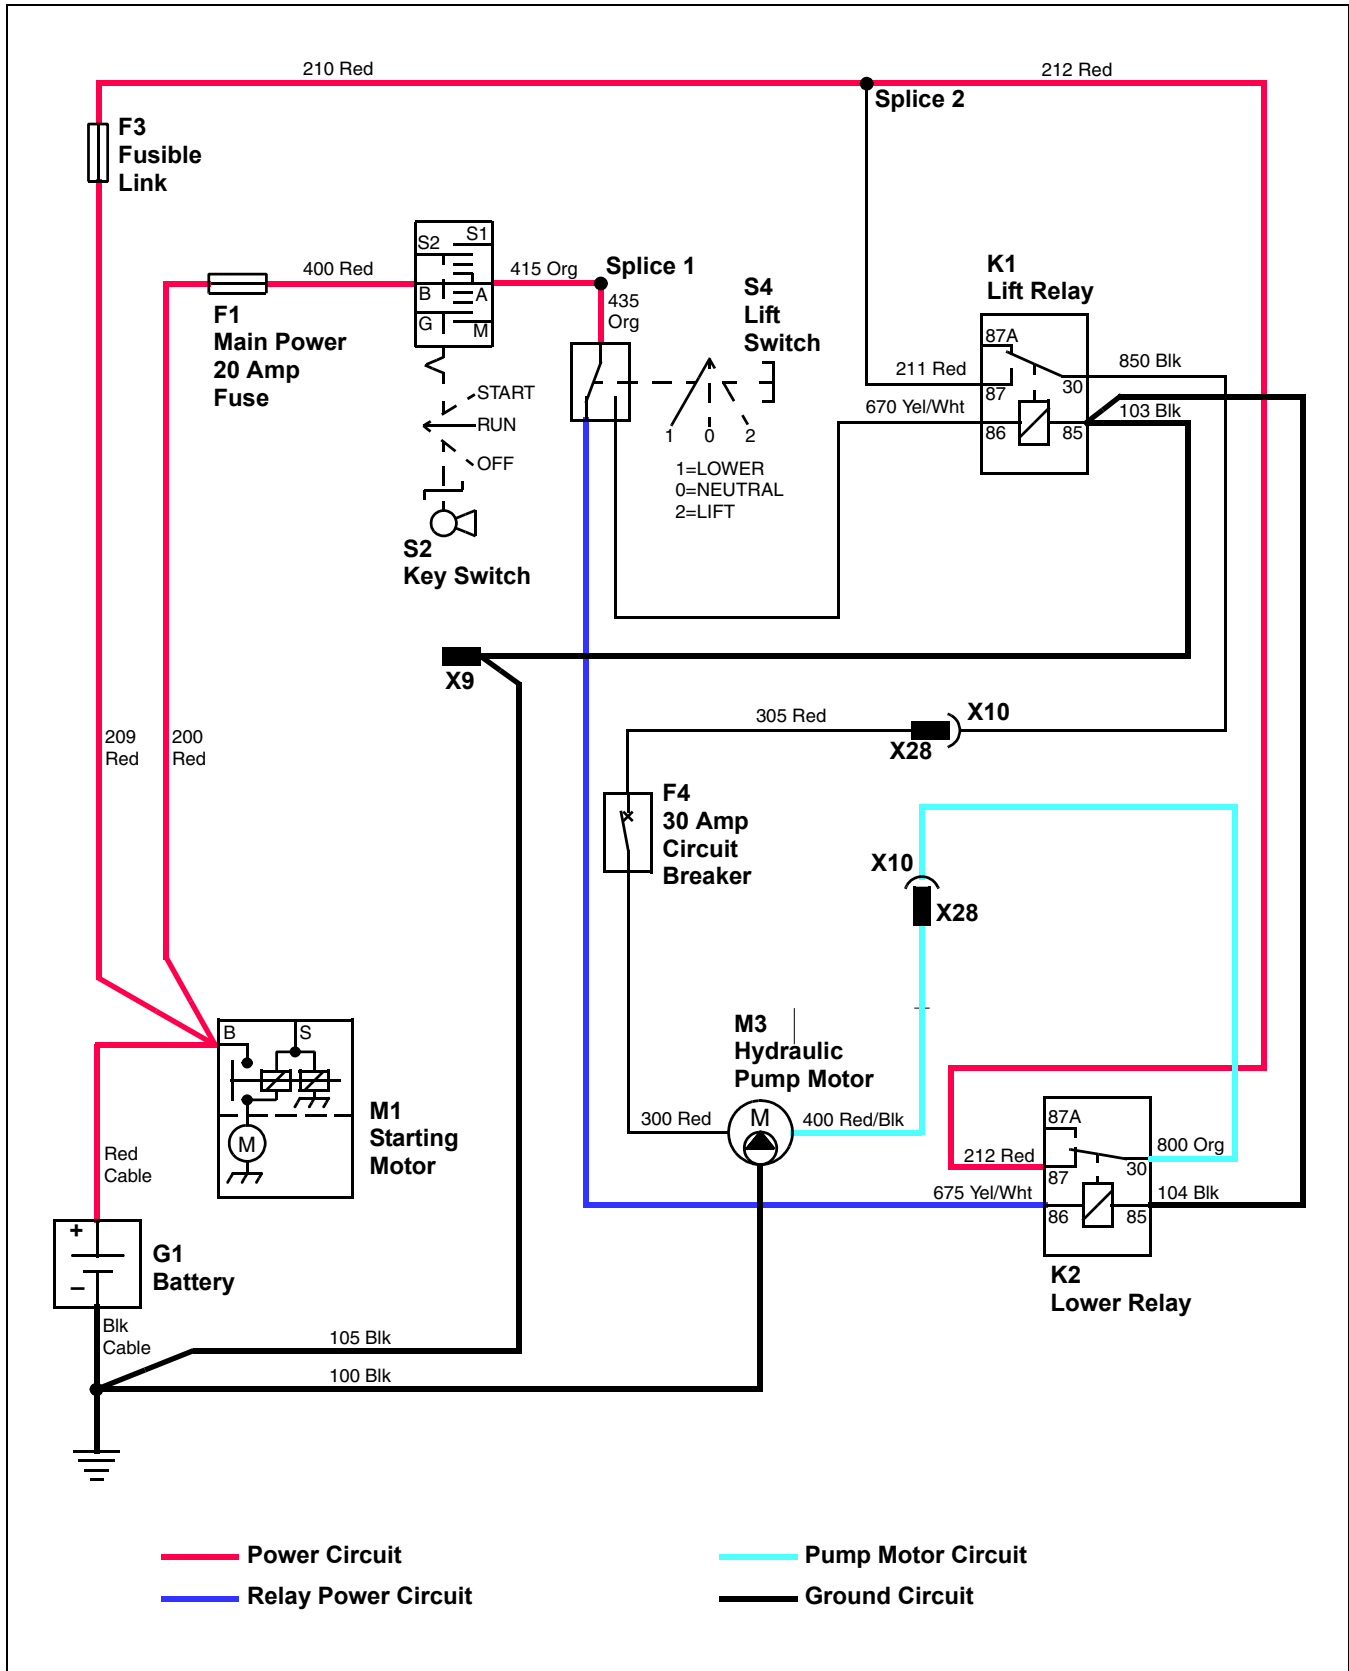 210 Red
212 Red
Splice 2
F3
Fusible
Link
S2
S1
B
A
G
M
400 Red
415 Org
Splice 1
435
Org
F1
Main Power
20 Amp
Fuse
START
RUN
OFF
S2
Key Switch
S4
Lift
Switch
1 0 2
1=LOWER
0=NEUTRAL
2=LIFT
K1
Lift Relay
87A
87
30
86
85
211 Red
850 Blk
670 Yel/Wht
103 Blk
X9
209
Red
200
Red
305 Red
X10
X28
F4
30 Amp
Circuit
Breaker
X10
X28
M3
Hydraulic
Pump Motor
M
300 Red
400 Red/Blk
B
S
M
M1
Starting
Motor
Red
Cable
+
–
G1
Battery
Blk
Cable
105 Blk
100 Blk
87A
87
30
86
85
212 Red
800 Org
675 Yel/Wht
104 Blk
K2
Lower Relay
Power Circuit
Pump Motor Circuit
Relay Power Circuit
Ground Circuit